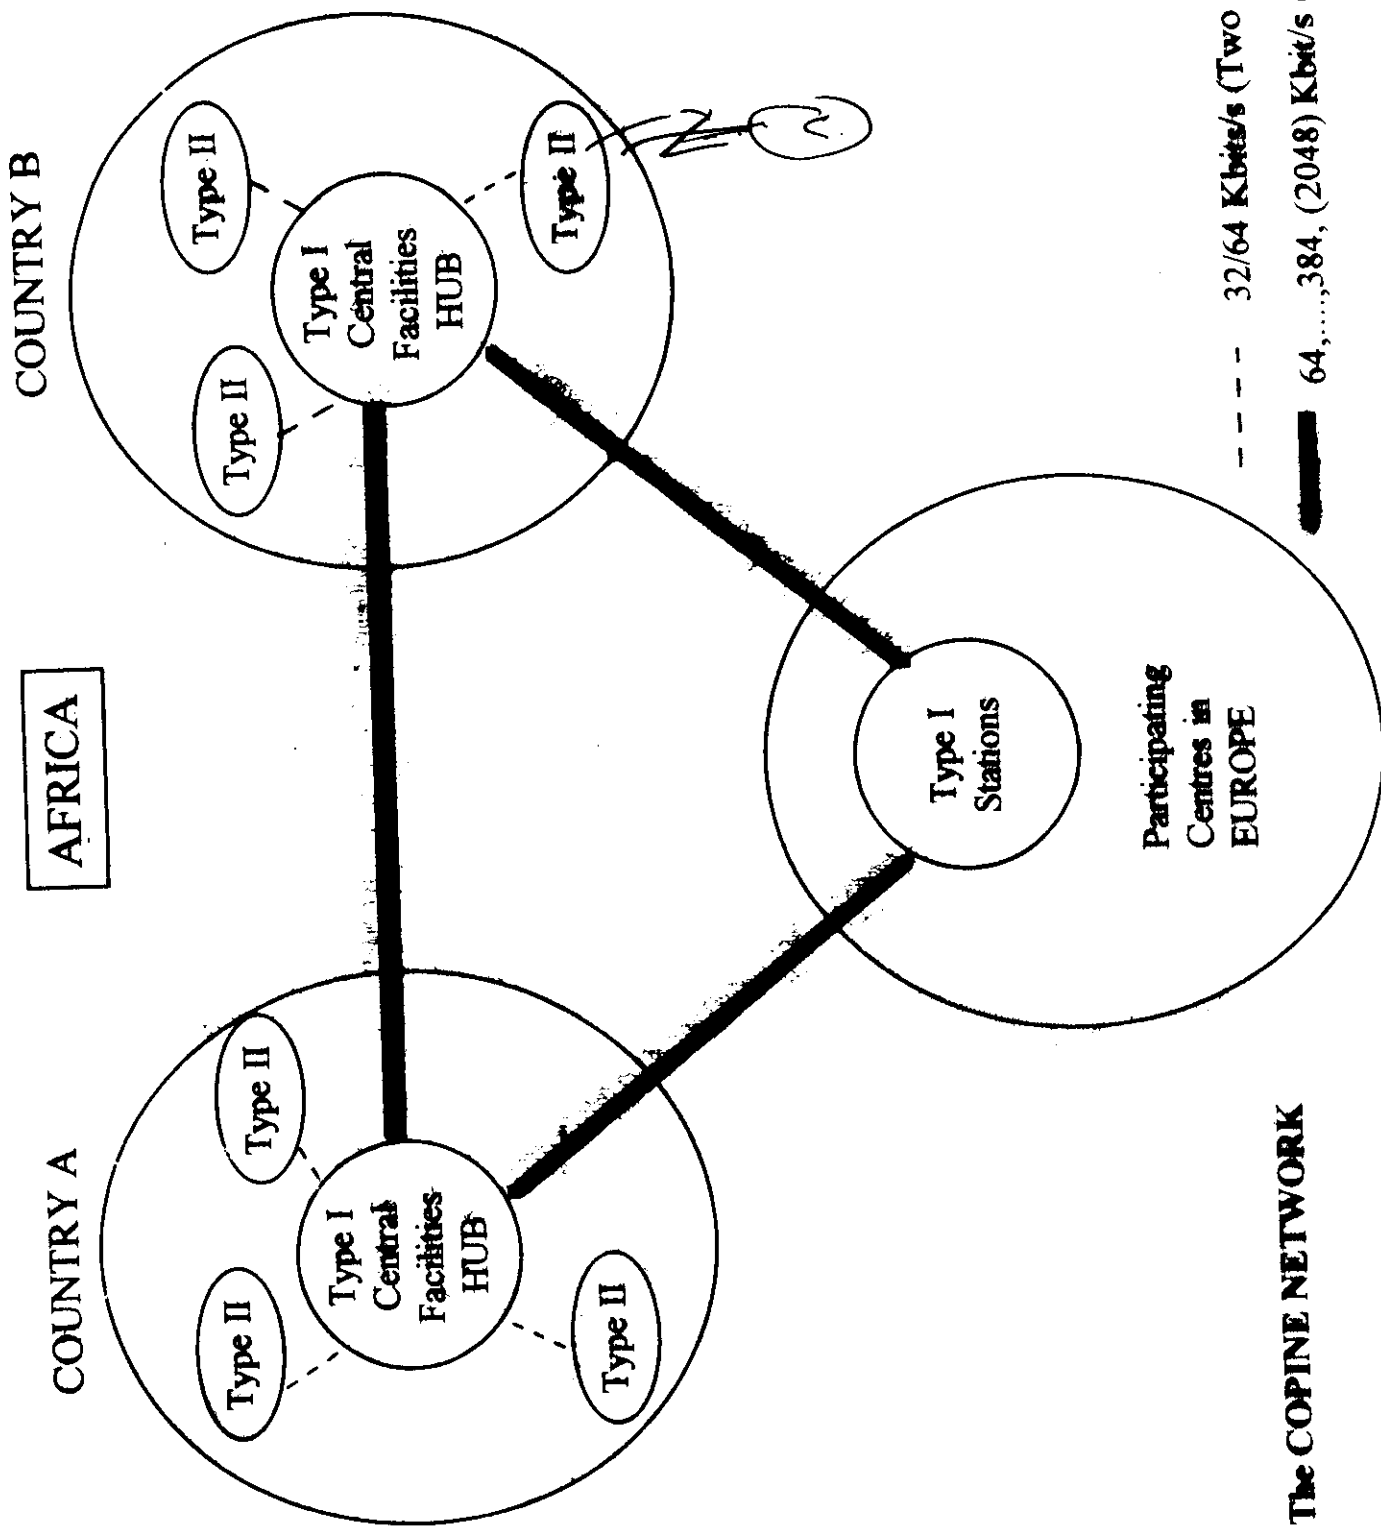 AFRICA
COUNTRY A
COUNTRY B
Type II
Type II
Type II
Type I
Central
Facilities
HUB
Type II
Type II
Type II
Type I
Central
Facilities
HUB
Type I
Stations
Participating
Centres in
EUROPE
The COPINE NETWORK
32/64 Kbits/s (Two
64,.....,384, (2048) Kbit/s